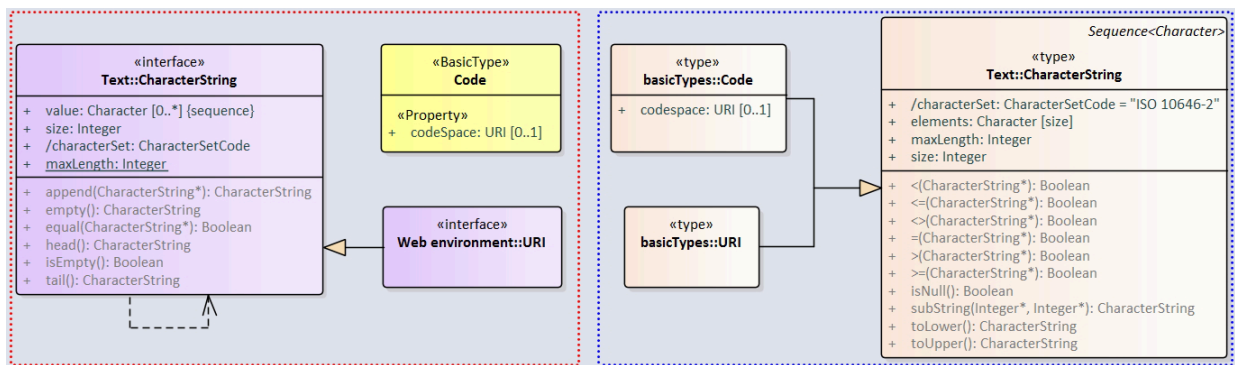 «interface»
Text::CharacterString
+ value: Character [0..*] {sequence}
+ size: Integer
+ /characterSet: CharacterSetCode
+ maxLength: Integer
+ append(CharacterString*): CharacterString
+ empty(): CharacterString
+ equal(CharacterString*): Boolean
+ head(): CharacterString
+ isEmpty(): Boolean
+ tail(): CharacterString
«BasicType»
Code
«Property»
+ codeSpace: URI [0..1]
«interface»
Web environment::URI
«type»
basicTypes::Code
+ codespace: URI [0..1]
«type»
basicTypes::URI
Sequence<Character>
«type»
Text::CharacterString
+ /characterSet: CharacterSetCode = "ISO 10646-2"
+ elements: Character [size]
+ maxLength: Integer
+ size: Integer
+ <(CharacterString*): Boolean
+ <=(CharacterString*): Boolean
+ <>(CharacterString*): Boolean
+ =(CharacterString*): Boolean
+ >(CharacterString*): Boolean
+ >=(CharacterString*): Boolean
+ isNull(): Boolean
+ subString(Integer*, Integer*): CharacterString
+ toLower(): CharacterString
+ toUpper(): CharacterString